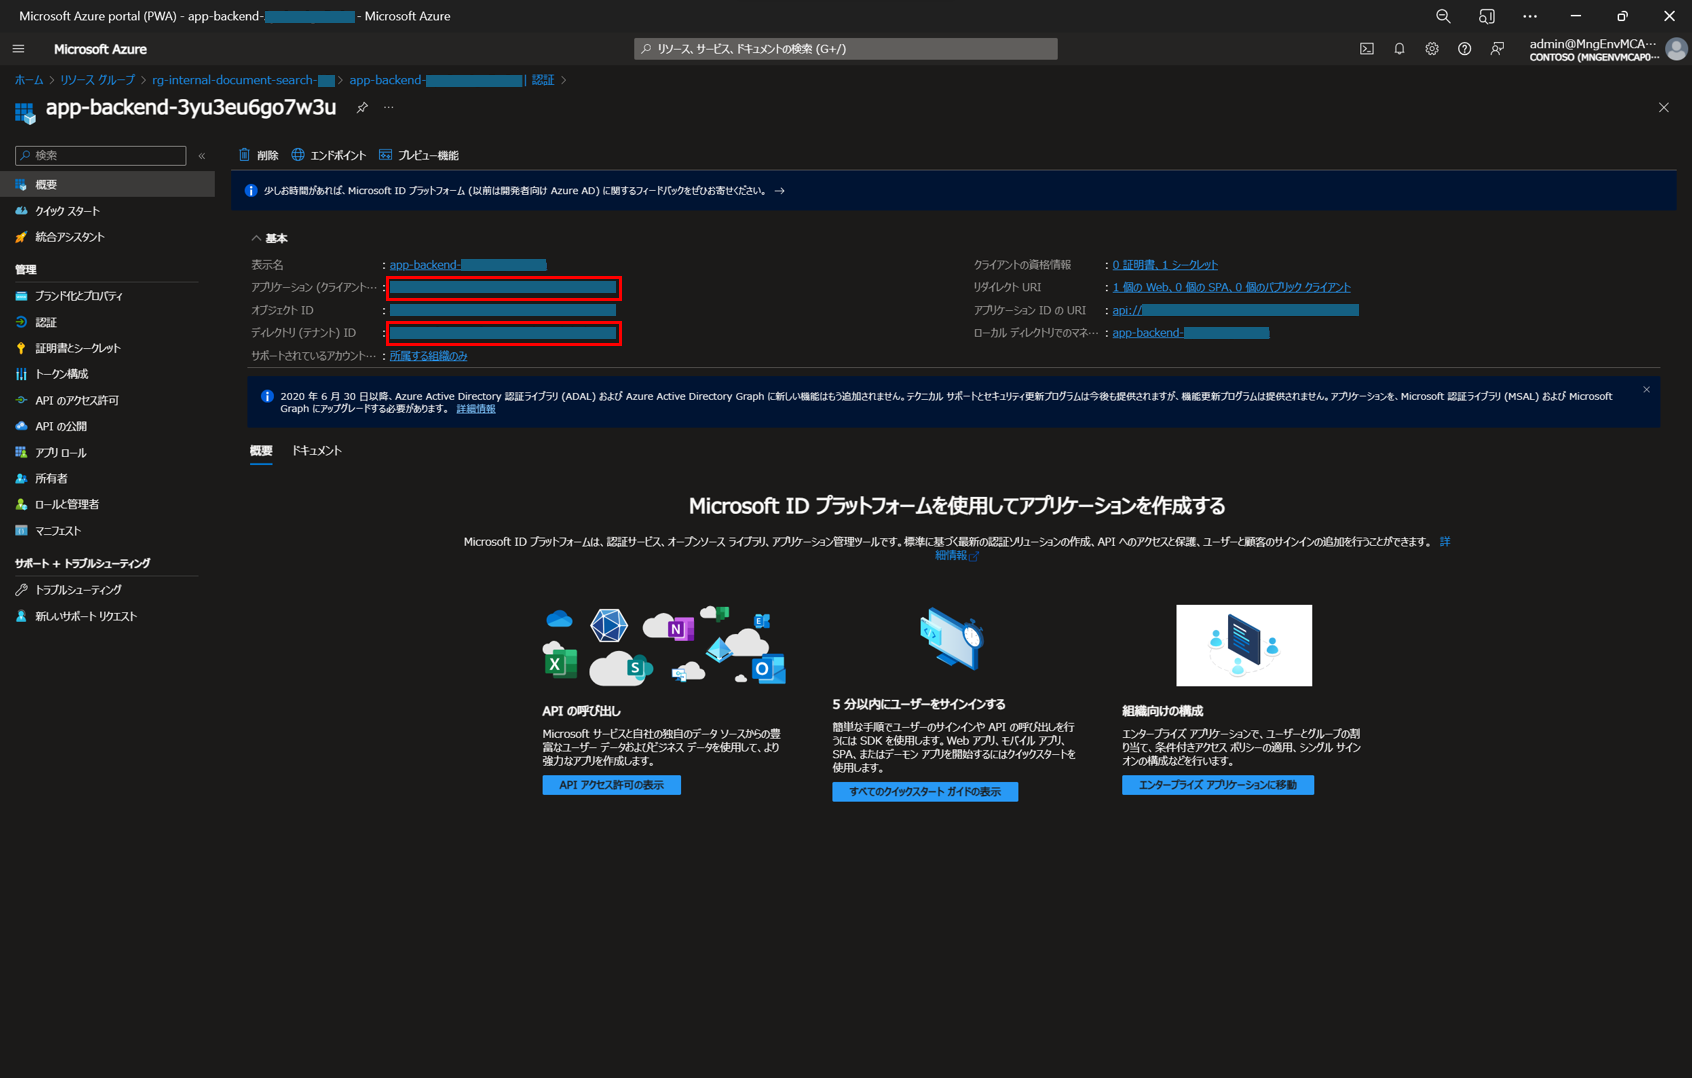 Microsoft Azure portal (PWA) - app-backend- - Microsoft Azure
Microsoft Azure
リソース、サービス、ドキュメントの検索 (G+/)
admin@MngEnvMCA…
CONTOSO (MNGENVMCAP0…
ホーム > リソース グループ > rg-internal-document-search- > app-backend- | 認証 >
app-backend-3yu3eu6go7w3u
…
検索
«
削除
エンドポイント
プレビュー機能
概要
クイック スタート
統合アシスタント
管理
ブランド化とプロパティ
認証
証明書とシークレット
トークン構成
API のアクセス許可
API の公開
アプリ ロール
所有者
ロールと管理者
マニフェスト
サポート + トラブルシューティング
トラブルシューティング
新しいサポート リクエスト
少しお時間があれば、Microsoft ID プラットフォーム (以前は開発者向け Azure AD) に関するフィードバックをぜひお寄せください。 →
基本
表示名 : app-backend-
アプリケーション (クライアント… :
オブジェクト ID :
ディレクトリ (テナント) ID :
サポートされているアカウント… : 所属する組織のみ
クライアントの資格情報 : 0 証明書、1 シークレット
リダイレクト URI : 1 個の Web、0 個の SPA、0 個のパブリック クライアント
アプリケーション ID の URI : api://
ローカル ディレクトリでのマネ… : app-backend-
2020 年 6 月 30 日以降、Azure Active Directory 認証ライブラリ (ADAL) および Azure Active Directory Graph に新しい機能はもう追加されません。テクニカル サポートとセキュリティ更新プログラムは今後も提供されますが、機能更新プログラムは提供されません。アプリケーションを、Microsoft 認証ライブラリ (MSAL) および Microsoft
Graph にアップグレードする必要があります。 詳細情報
概要
ドキュメント
Microsoft ID プラットフォームを使用してアプリケーションを作成する
Microsoft ID プラットフォームは、認証サービス、オープンソース ライブラリ、アプリケーション管理ツールです。標準に基づく最新の認証ソリューションの作成、API へのアクセスと保護、ユーザーと顧客のサインインの追加を行うことができます。 詳
細情報
API の呼び出し
Microsoft サービスと自社の独自のデータ ソースからの豊
富なユーザー データおよびビジネス データを使用して、より
強力なアプリを作成します。
API アクセス許可の表示
5 分以内にユーザーをサインインする
簡単な手順でユーザーのサインインや API の呼び出しを行
うには SDK を使用します。Web アプリ、モバイル アプリ、
SPA、またはデーモン アプリを開始するにはクイックスタートを
使用します。
すべてのクイックスタート ガイドの表示
組織向けの構成
エンタープライズ アプリケーションで、ユーザーとグループの割
り当て、条件付きアクセス ポリシーの適用、シングル サイン
オンの構成などを行います。
エンタープライズ アプリケーションに移動